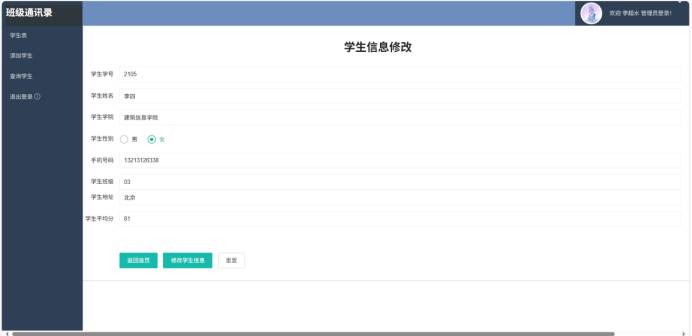 班级通讯录
欢迎 李超水 管理员登录!
学生表
添加学生
查询学生
退出登录
学生信息修改
学生学号 2105
学生姓名 李四
学生学院 建筑信息学院
学生性别 男 女
手机号码 13213126338
学生班级 03
学生地址 北京
学生平均分 81
返回首页 修改学生信息 重置